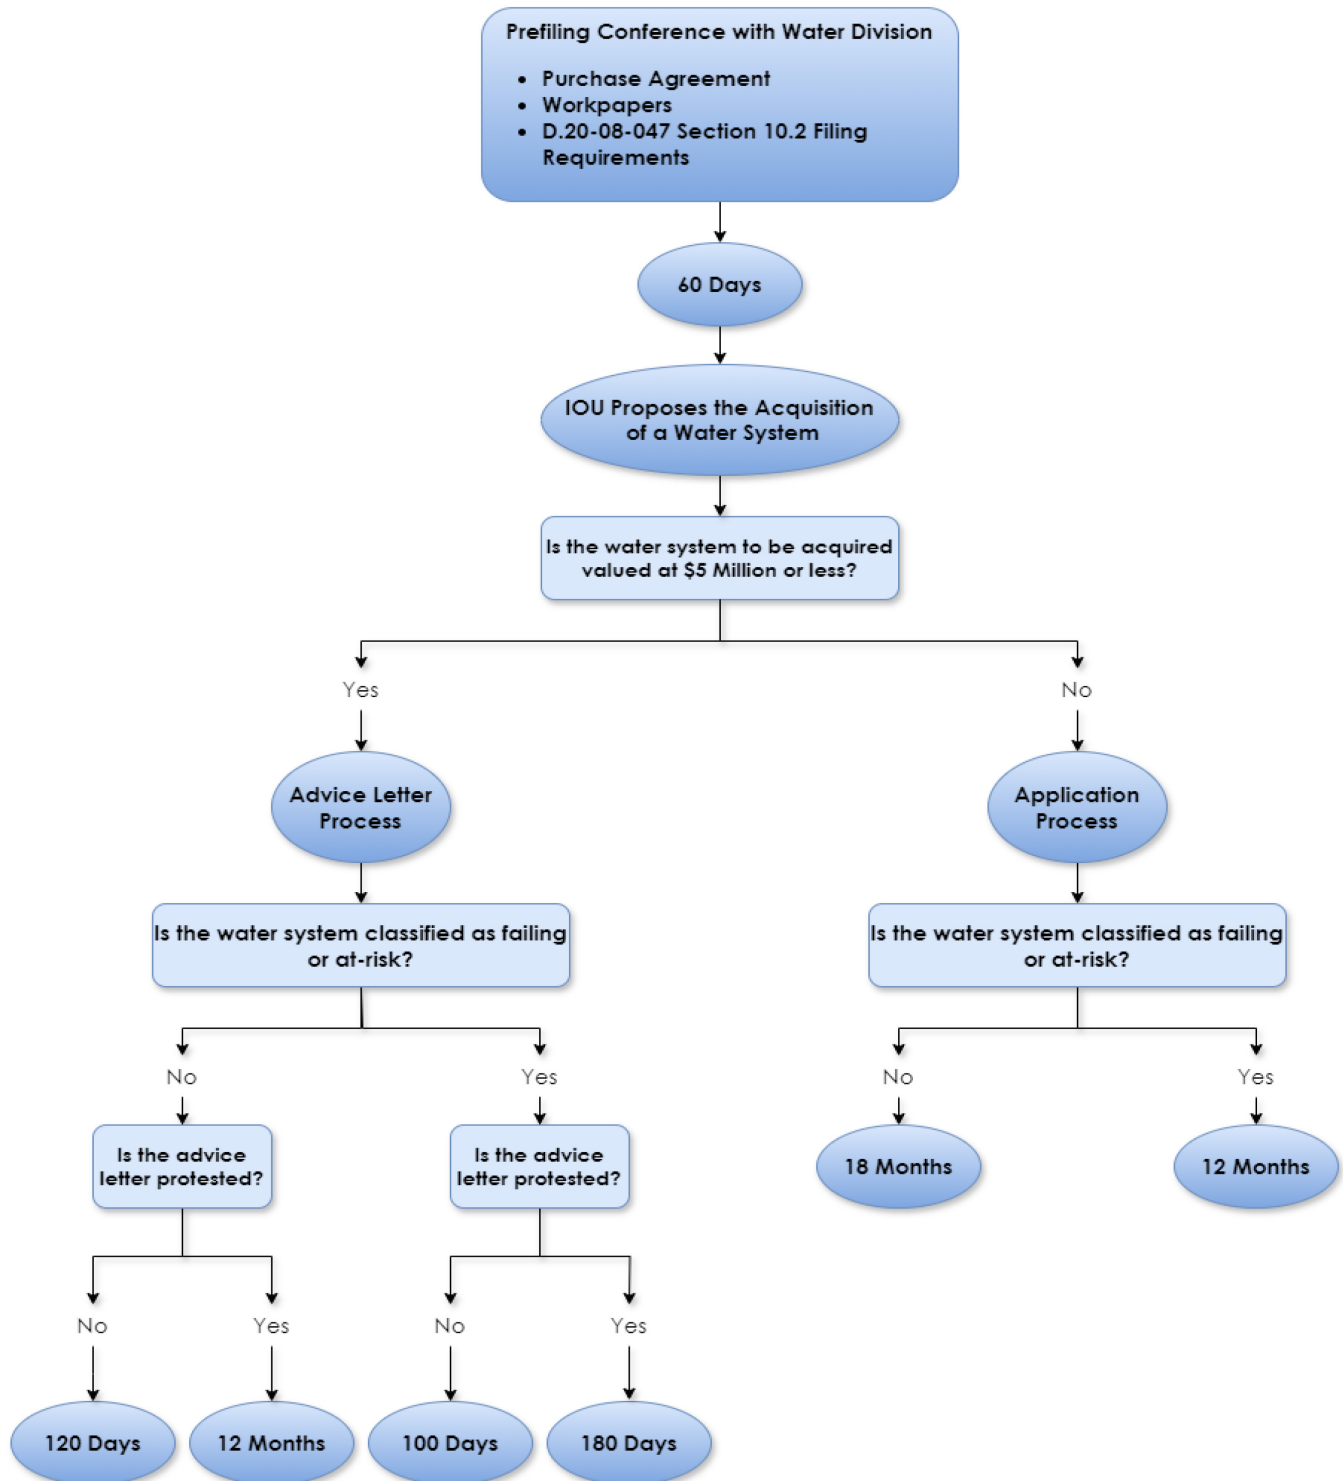 Prefiling Conference with Water Division
• Purchase Agreement
• Workpapers
• D.20-08-047 Section 10.2 Filing
Requirements
60 Days
IOU Proposes the Acquisition
of a Water System
Is the water system to be acquired
valued at $5 Million or less?
Yes
No
Advice Letter
Process
Application
Process
Is the water system classified as failing
or at-risk?
Is the water system classified as failing
or at-risk?
No
Yes
No
Yes
Is the advice
letter protested?
Is the advice
letter protested?
18 Months
12 Months
No
Yes
No
Yes
120 Days
12 Months
100 Days
180 Days